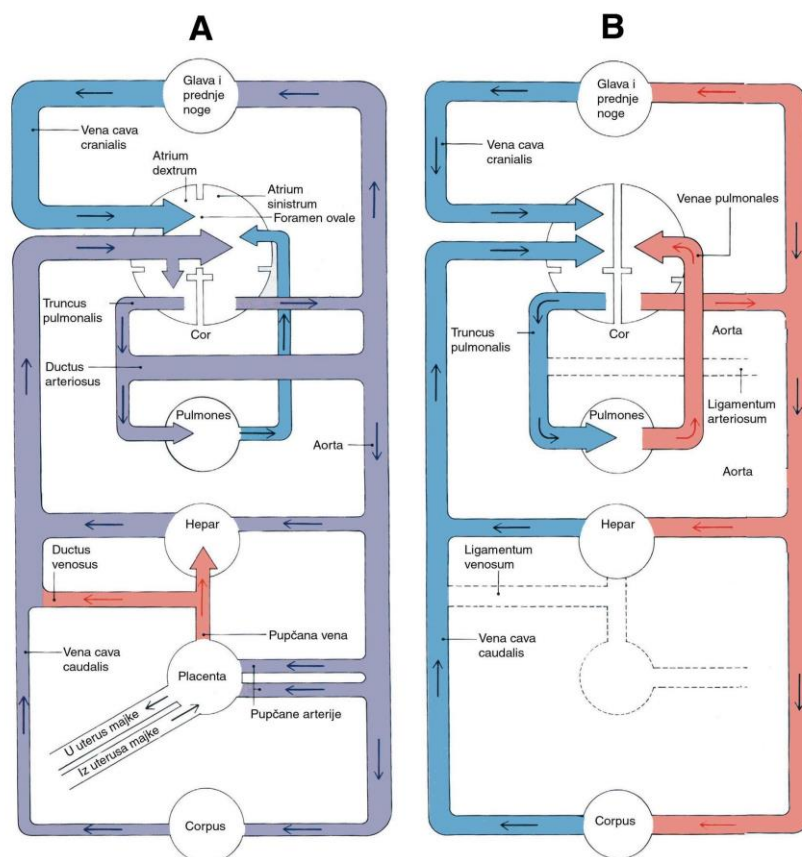 A
Glava i
prednje
noge
Vena cava
cranialis
Atrium
dextrum
Atrium
sinistrum
Foramen ovale
Truncus
pulmonalis
Cor
Ductus
arteriosus
Pulmones
Aorta
Hepar
Ductus
venosus
Pupčana vena
Vena cava
caudalis
Placenta
Pupčane arterije
U uterus majke
Iz uterusa majke
Corpus
B
Glava i
prednje
noge
Vena cava
cranialis
Venae pulmonales
Truncus
pulmonalis
Cor
Aorta
Ligamentum
arteriosum
Pulmones
Aorta
Hepar
Ligamentum
venosum
Vena cava
caudalis
Corpus